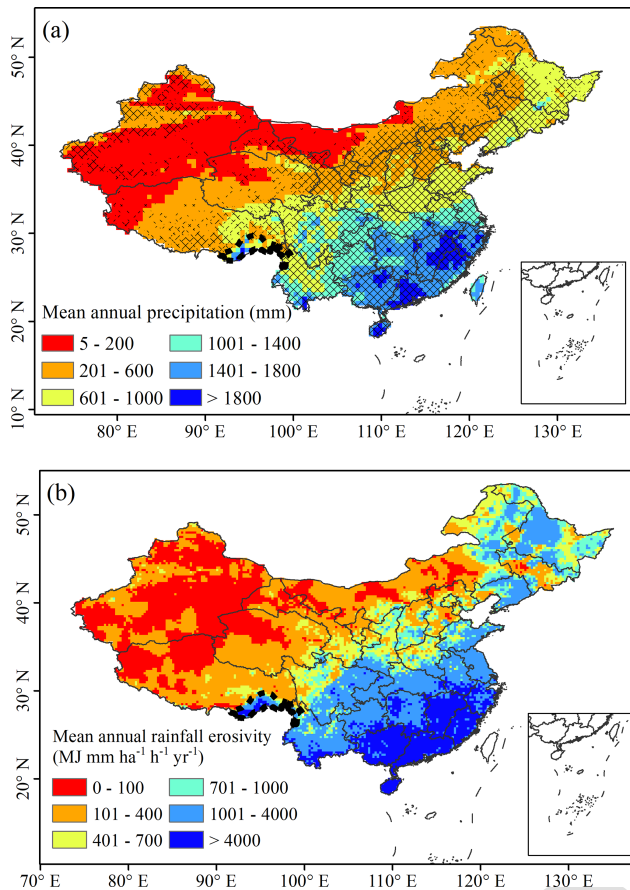 (a)
50° N
40° N
30° N
20° N
10° N
Mean annual precipitation (mm)
5 - 200
1001 - 1400
201 - 600
1401 - 1800
601 - 1000
> 1800
80° E
90° E
100° E
110° E
120° E
130° E
(b)
50° N
40° N
30° N
20° N
Mean annual rainfall erosivity
(MJ mm ha⁻¹ h⁻¹ yr⁻¹)
0 - 100
701 - 1000
101 - 400
1001 - 4000
401 - 700
> 4000
70° E
80° E
90° E
100° E
110° E
120° E
130° E